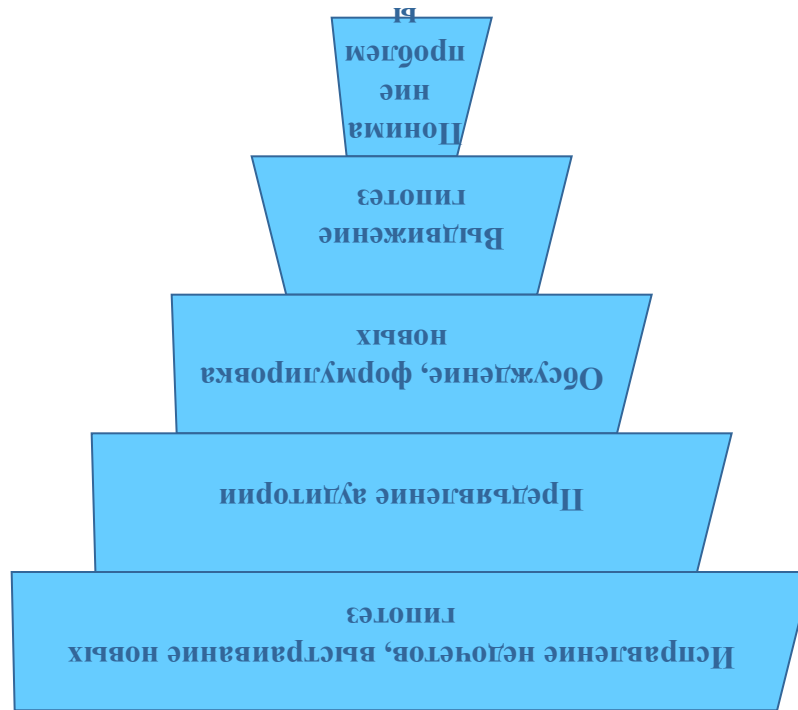 Исправление недочетов, выстраивание новых
гипотез
Предъявление аудитории
Обсуждение, формулировка
новых
Выдвижение
гипотез
Понима
ние
проблем
ы